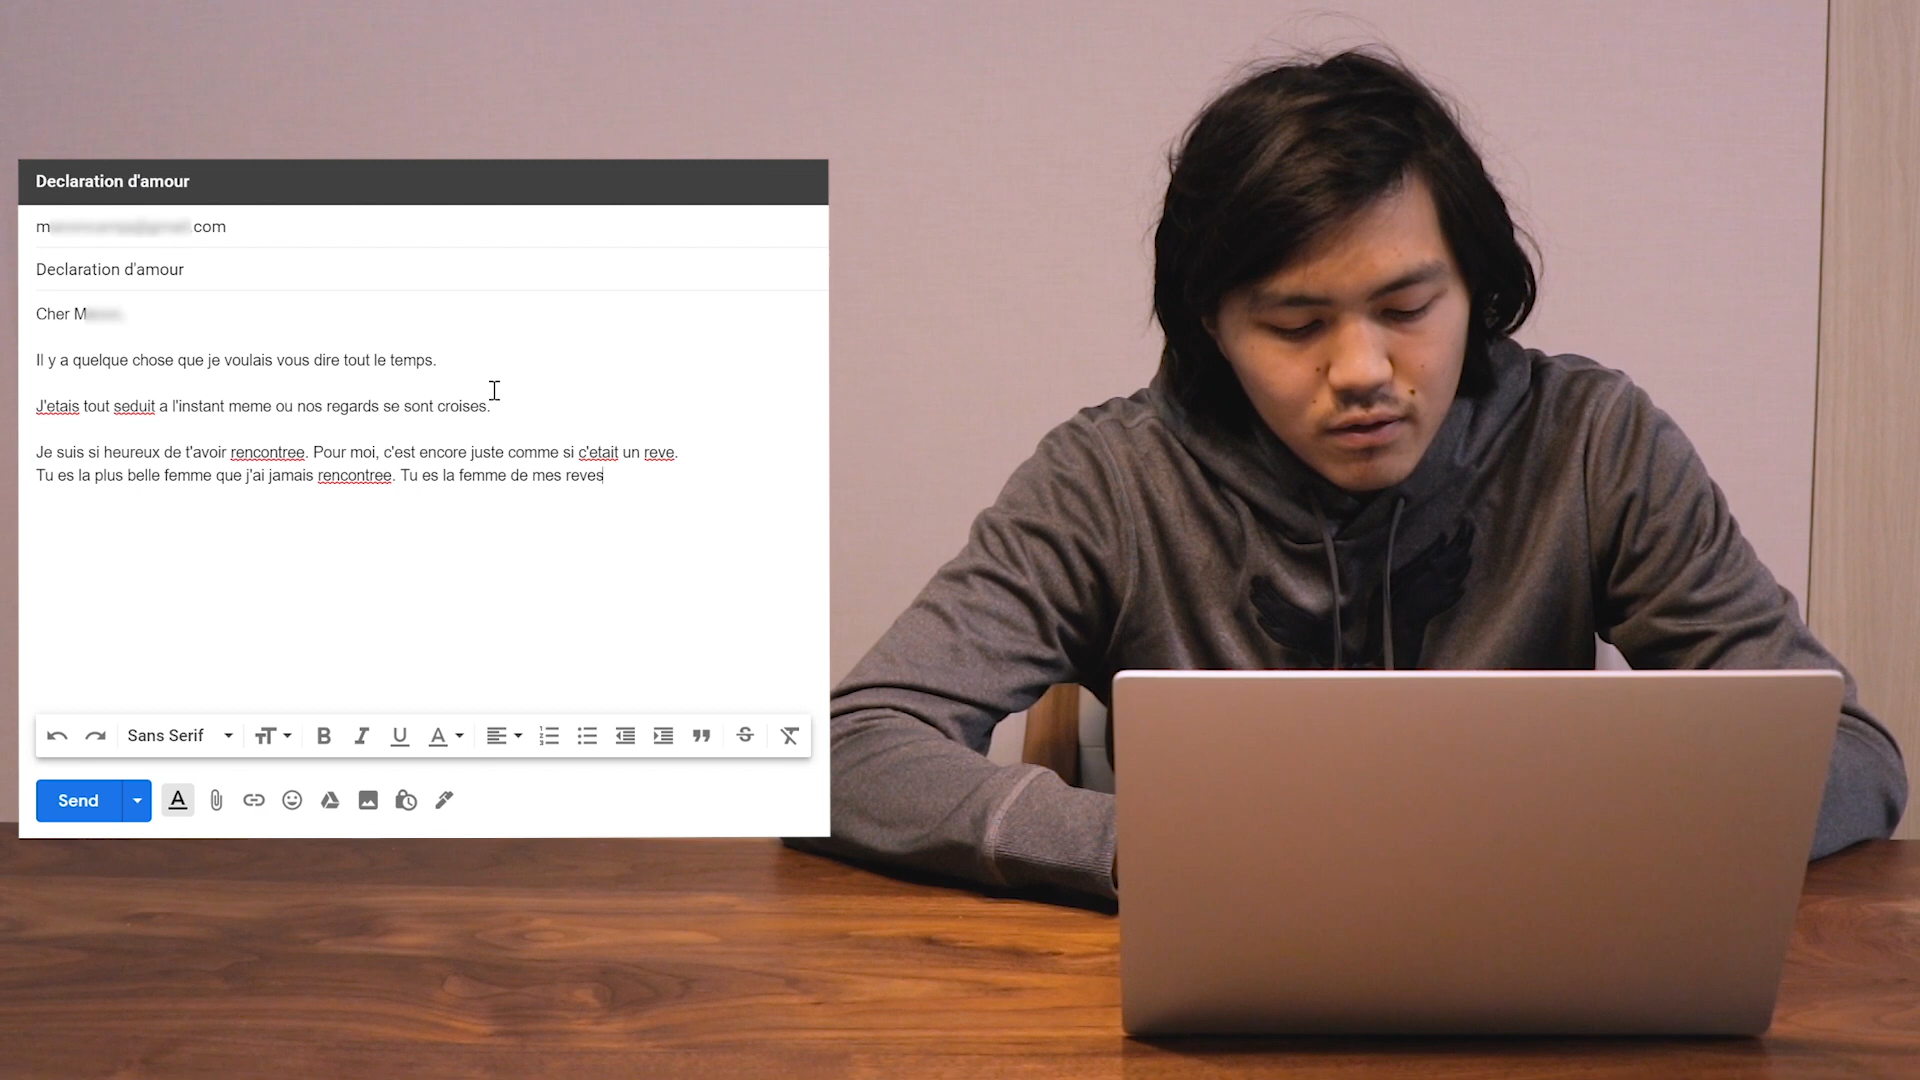 Declaration d'amour
m .com
Declaration d'amour
Cher M
Il y a quelque chose que je voulais vous dire tout le temps.
J'etais tout seduit a l'instant meme ou nos regards se sont croises.
Je suis si heureux de t'avoir rencontree. Pour moi, c'est encore juste comme si c'etait un reve.
Tu es la plus belle femme que j'ai jamais rencontree. Tu es la femme de mes reves
Sans Serif
Send